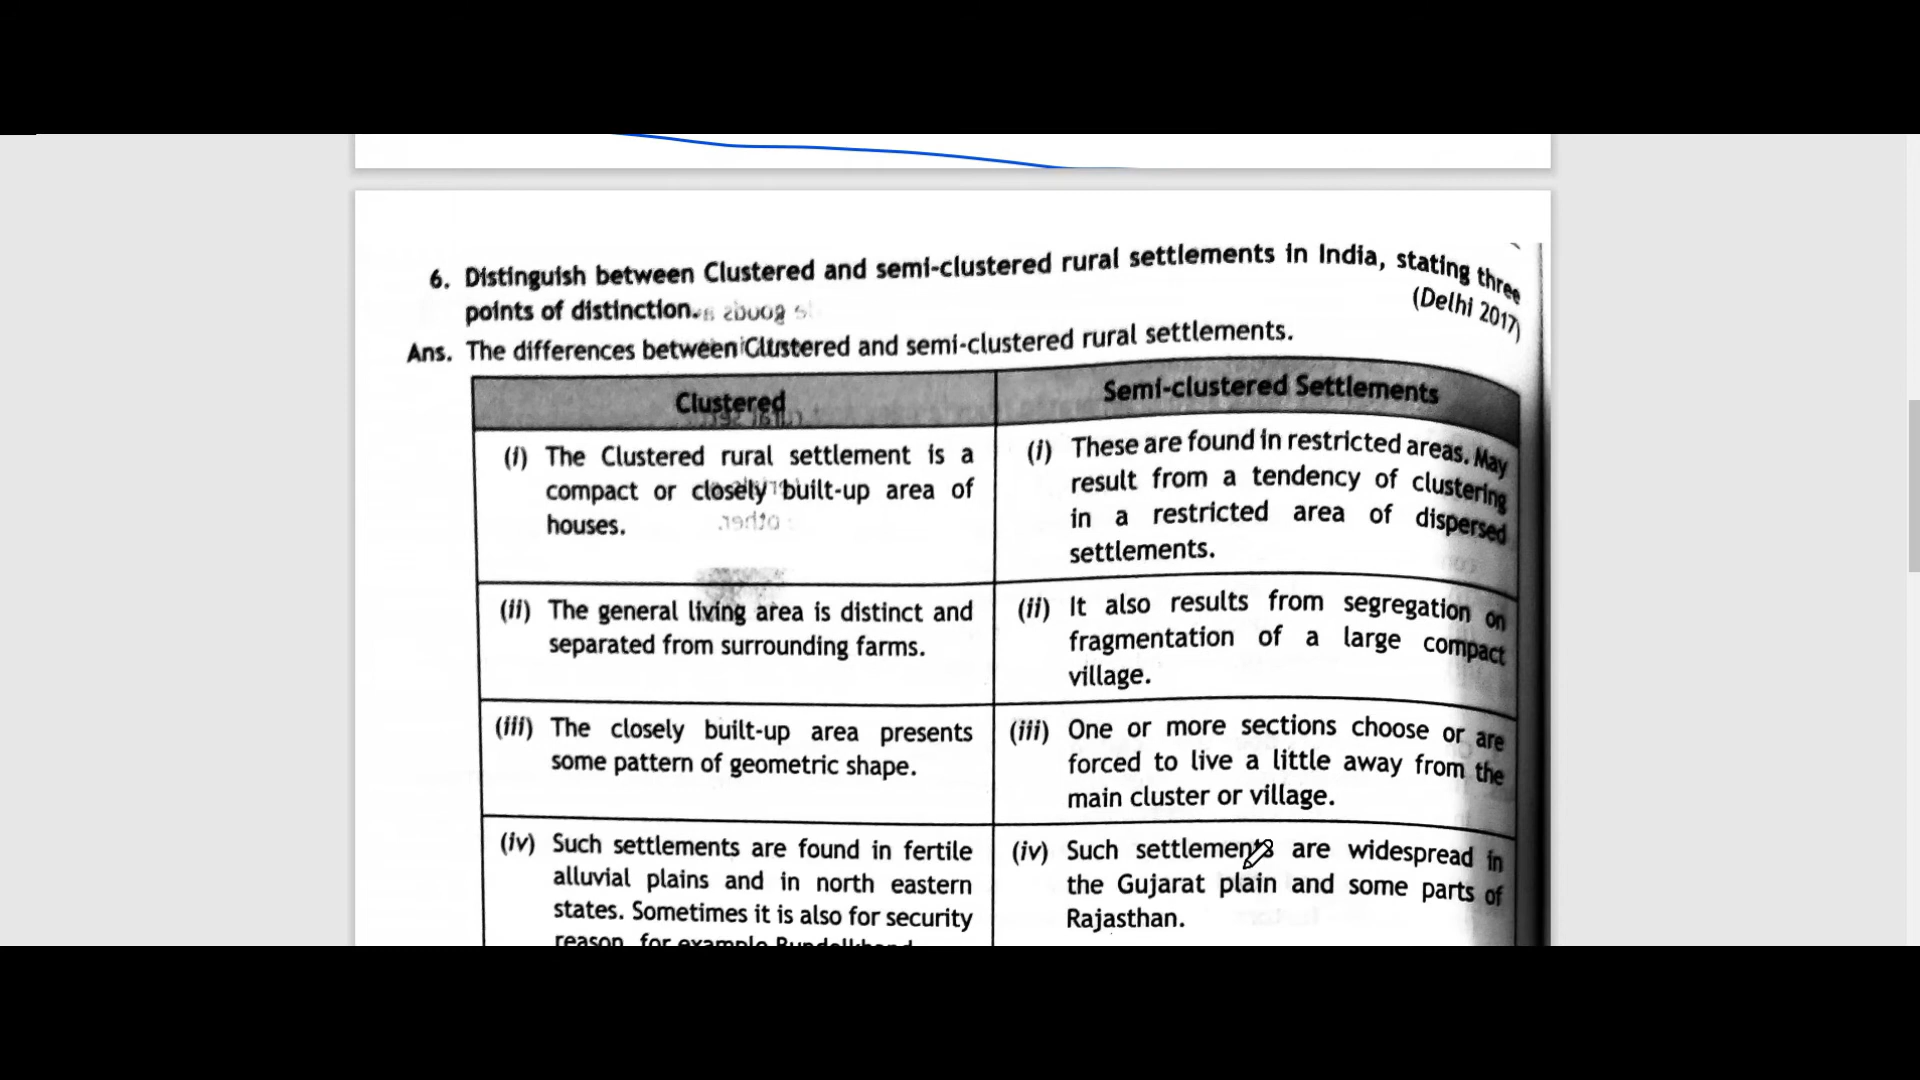 6. Distinguish between Clustered and semi-clustered rural settlements in India, stating three
points of distinction.
(Delhi 2017)
Ans. The differences between Clustered and semi-clustered rural settlements.
Clustered
(i) The Clustered rural settlement is a
compact or closely built-up area of
houses.
(ii) The general living area is distinct and
separated from surrounding farms.
(iii) The closely built-up area presents
some pattern of geometric shape.
(iv) Such settlements are found in fertile
alluvial plains and in north eastern
states. Sometimes it is also for security
reason, for example Bundelkhand.
Semi-clustered Settlements
(i) These are found in restricted areas. May
result from a tendency of clustering
in a restricted area of dispersed
settlements.
(ii) It also results from segregation on
fragmentation of a large compact
village.
(iii) One or more sections choose or are
forced to live a little away from the
main cluster or village.
(iv) Such settlements are widespread in
the Gujarat plain and some parts of
Rajasthan.